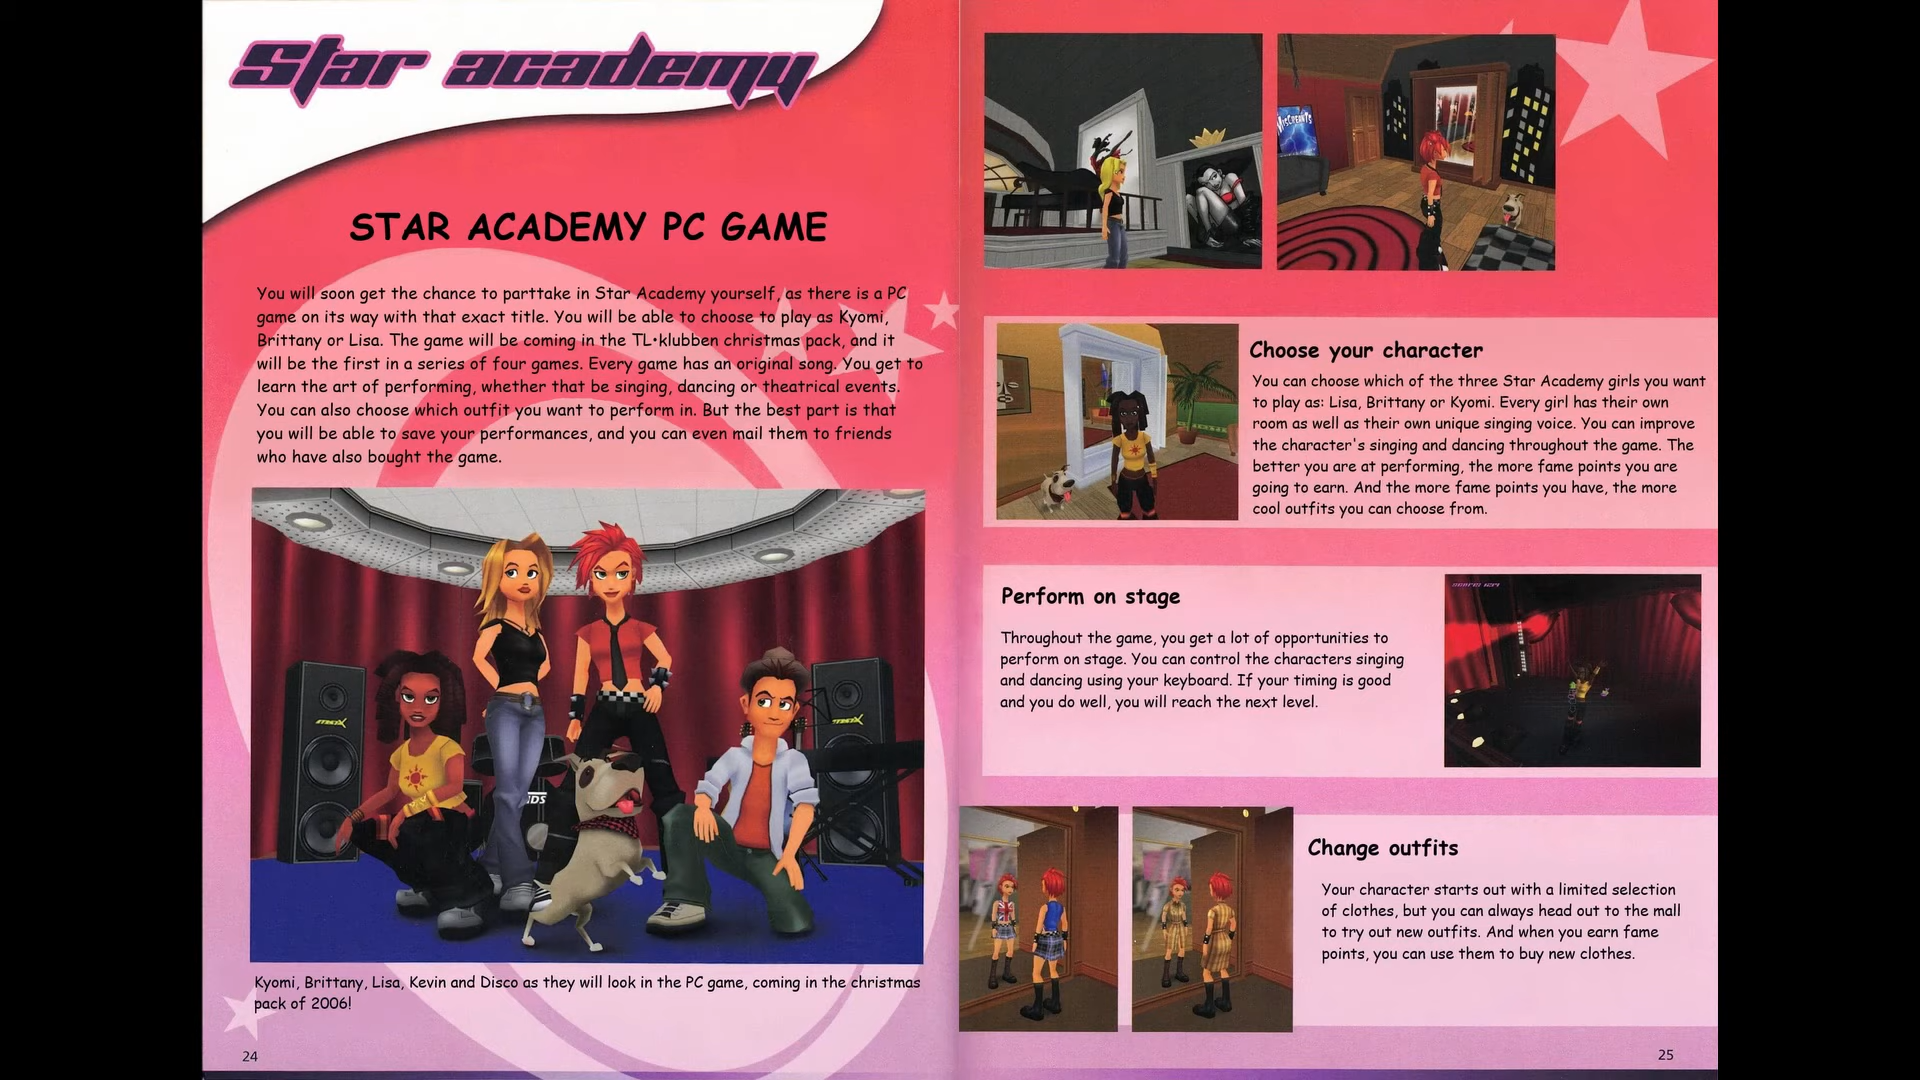 Star academy
STAR ACADEMY PC GAME
You will soon get the chance to parttake in Star Academy yourself, as there is a PC
game on its way with that exact title. You will be able to choose to play as Kyomi,
Brittany or Lisa. The game will be coming in the TL•klubben christmas pack, and it
will be the first in a series of four games. Every game has an original song. You get to
learn the art of performing, whether that be singing, dancing or theatrical events.
You can also choose which outfit you want to perform in. But the best part is that
you will be able to save your performances, and you can even mail them to friends
who have also bought the game.
Kyomi, Brittany, Lisa, Kevin and Disco as they will look in the PC game, coming in the christmas
pack of 2006!
24
MISCREANTS
Choose your character
You can choose which of the three Star Academy girls you want
to play as: Lisa, Brittany or Kyomi. Every girl has their own
room as well as their own unique singing voice. You can improve
the character's singing and dancing throughout the game. The
better you are at performing, the more fame points you are
going to earn. And the more fame points you have, the more
cool outfits you can choose from.
Perform on stage
Throughout the game, you get a lot of opportunities to
perform on stage. You can control the characters singing
and dancing using your keyboard. If your timing is good
and you do well, you will reach the next level.
Change outfits
Your character starts out with a limited selection
of clothes, but you can always head out to the mall
to try out new outfits. And when you earn fame
points, you can use them to buy new clothes.
25